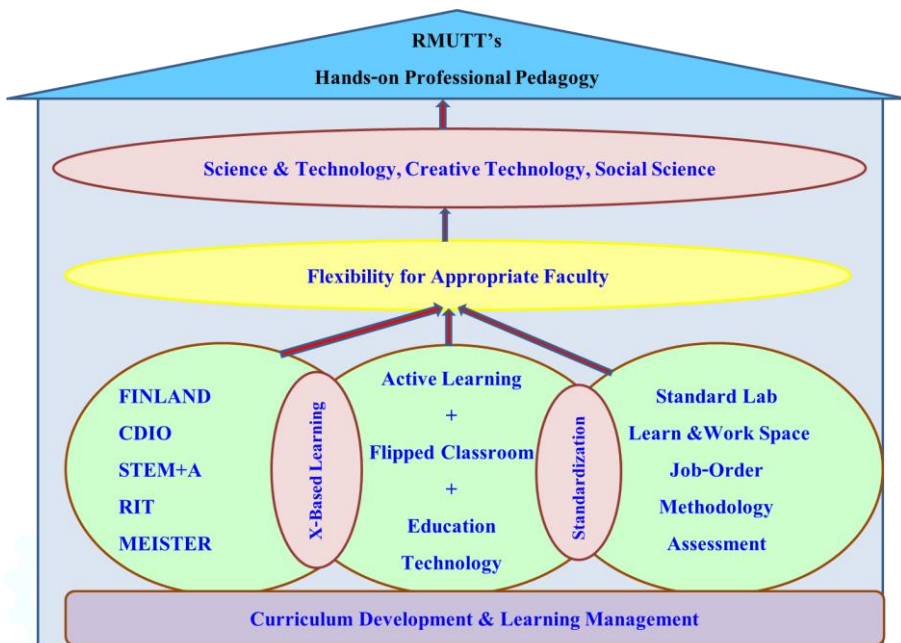 RMUTT's
Hands-on Professional Pedagogy
Science & Technology, Creative Technology, Social Science
Flexibility for Appropriate Faculty
FINLAND
CDIO
STEM+A
RIT
MEISTER
X-Based Learning
Active Learning
+
Flipped Classroom
+
Education
Technology
Standardization
Standard Lab
Learn &Work Space
Job-Order
Methodology
Assessment
Curriculum Development & Learning Management